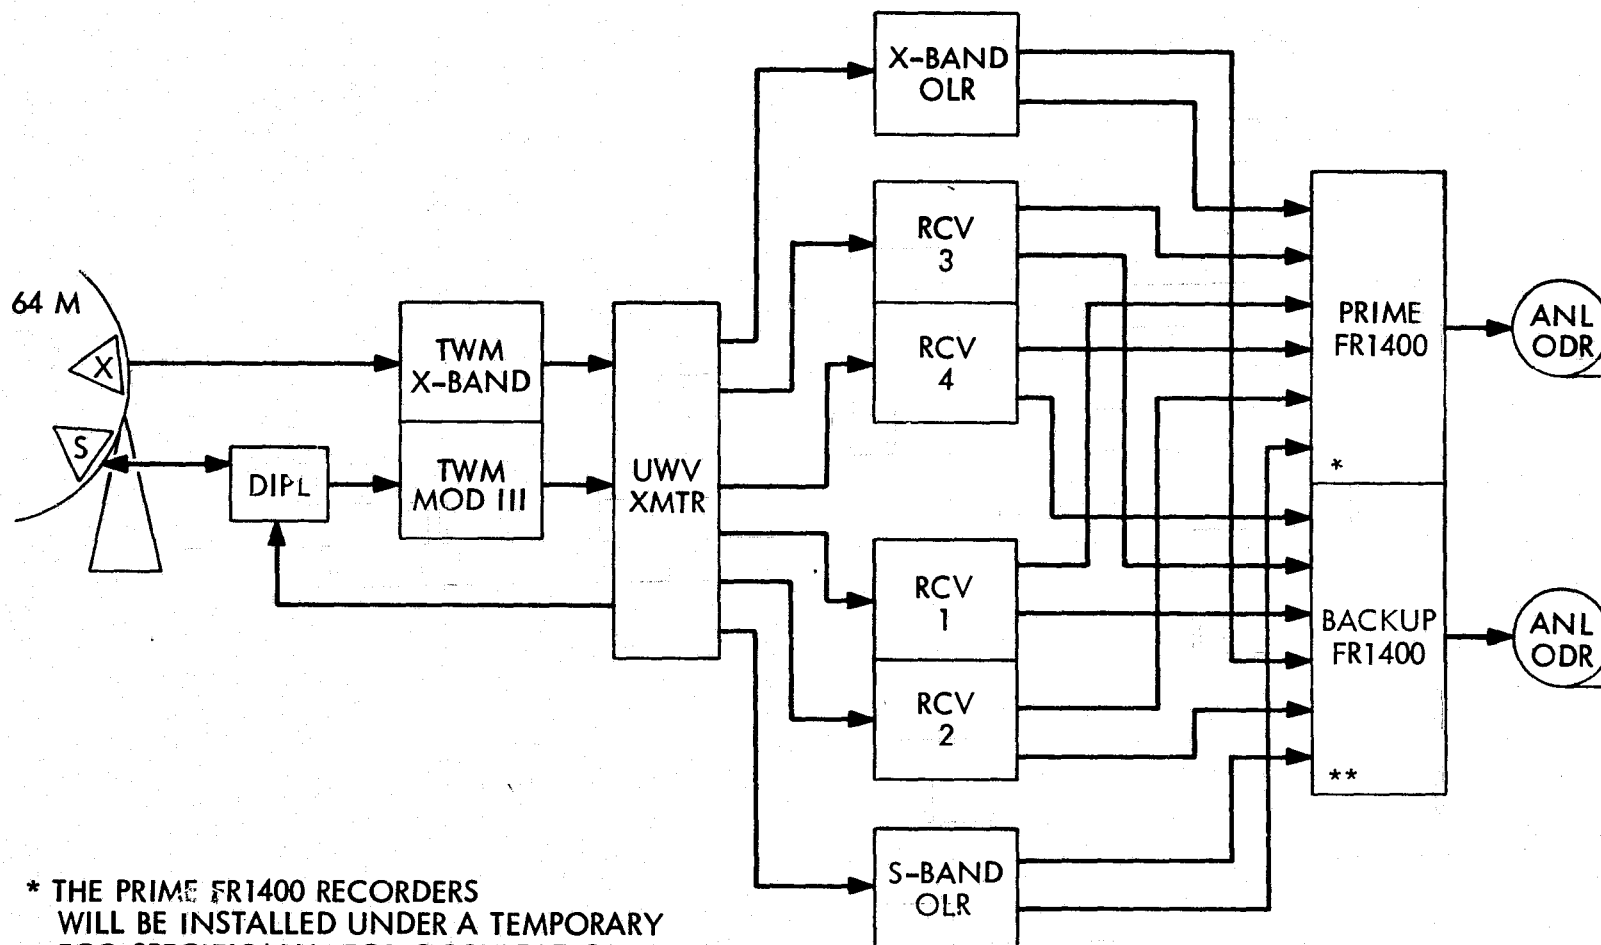 X-BAND
OLR
RCV
3
RCV
4
64 M
X
S
TWM
X-BAND
TWM
MOD III
DIPL
UWV
XMTR
PRIME
FR1400
*
ANL
ODR
RCV
1
RCV
2
BACKUP
FR1400
**
ANL
ODR
S-BAND
OLR
* THE PRIME FR1400 RECORDERS
WILL BE INSTALLED UNDER A TEMPORARY